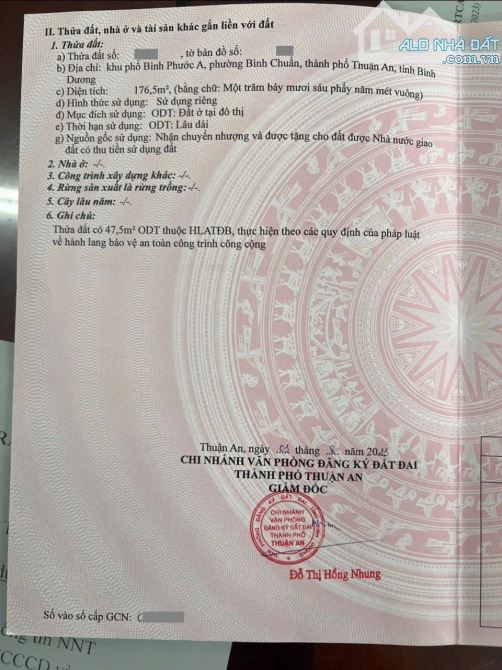 ALO NHÀ ĐẤT
II. Thửa đất, nhà ở và tài sản khác gắn liền với đất
1. Thửa đất:
a) Thửa đất số: , tờ bản đồ số:
b) Địa chỉ: khu phố Bình Phước A, phường Bình Chuẩn, thành phố Thuận An, tỉnh Bình
Dương
c) Diện tích: 176,5m², (bằng chữ: Một trăm bảy mươi sáu phẩy năm mét vuông)
d) Hình thức sử dụng: Sử dụng riêng
đ) Mục đích sử dụng: ODT: Đất ở tại đô thị
e) Thời hạn sử dụng: ODT: Lâu dài
g) Nguồn gốc sử dụng: Nhận chuyển nhượng và được tặng cho đất được Nhà nước giao
đất có thu tiền sử dụng đất
2. Nhà ở: -/-.
3. Công trình xây dựng khác: -/-.
4. Rừng sản xuất là rừng trồng: -/-.
5. Cây lâu năm: -/-.
6. Ghi chú:
Thửa đất có 47,5m² ODT thuộc HLATĐB, thực hiện theo các quy định của pháp luật
về hành lang bảo vệ an toàn công trình công cộng
Thuận An, ngày tháng năm 20
CHI NHÁNH VĂN PHÒNG ĐĂNG KÝ ĐẤT ĐAI
THÀNH PHỐ THUẬN AN
GIÁM ĐỐC
CHI NHÁNH
VĂN PHÒNG
ĐĂNG KÝ ĐẤT ĐAI
THÀNH PHỐ
THUẬN AN
Đỗ Thị Hồng Nhung
Số vào sổ cấp GCN: C
NNT